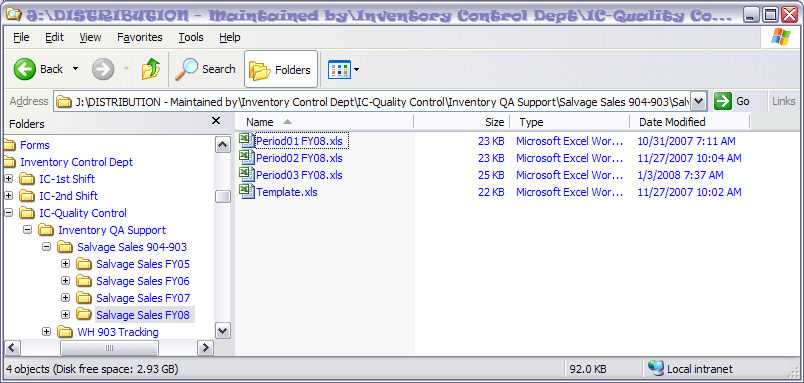 J:\DISTRIBUTION - Maintained by\Inventory Control Dept\IC-Quality Co...
File Edit View Favorites Tools Help
Back Search Folders
Address J:\DISTRIBUTION - Maintained by\Inventory Control Dept\IC-Quality Control\Inventory QA Support\Salvage Sales 904-903\Sal Go Links
Folders
Name Size Type Date Modified
Forms
Inventory Control Dept
IC-1st Shift
IC-2nd Shift
IC-Quality Control
Inventory QA Support
Salvage Sales 904-903
Salvage Sales FY05
Salvage Sales FY06
Salvage Sales FY07
Salvage Sales FY08
WH 903 Tracking
Period01 FY08.xls 23 KB Microsoft Excel Wor... 10/31/2007 7:11 AM
Period02 FY08.xls 23 KB Microsoft Excel Wor... 11/27/2007 10:04 AM
Period03 FY08.xls 25 KB Microsoft Excel Wor... 1/3/2008 7:37 AM
Template.xls 22 KB Microsoft Excel Wor... 11/27/2007 10:02 AM
4 objects (Disk free space: 2.93 GB) 92.0 KB Local intranet